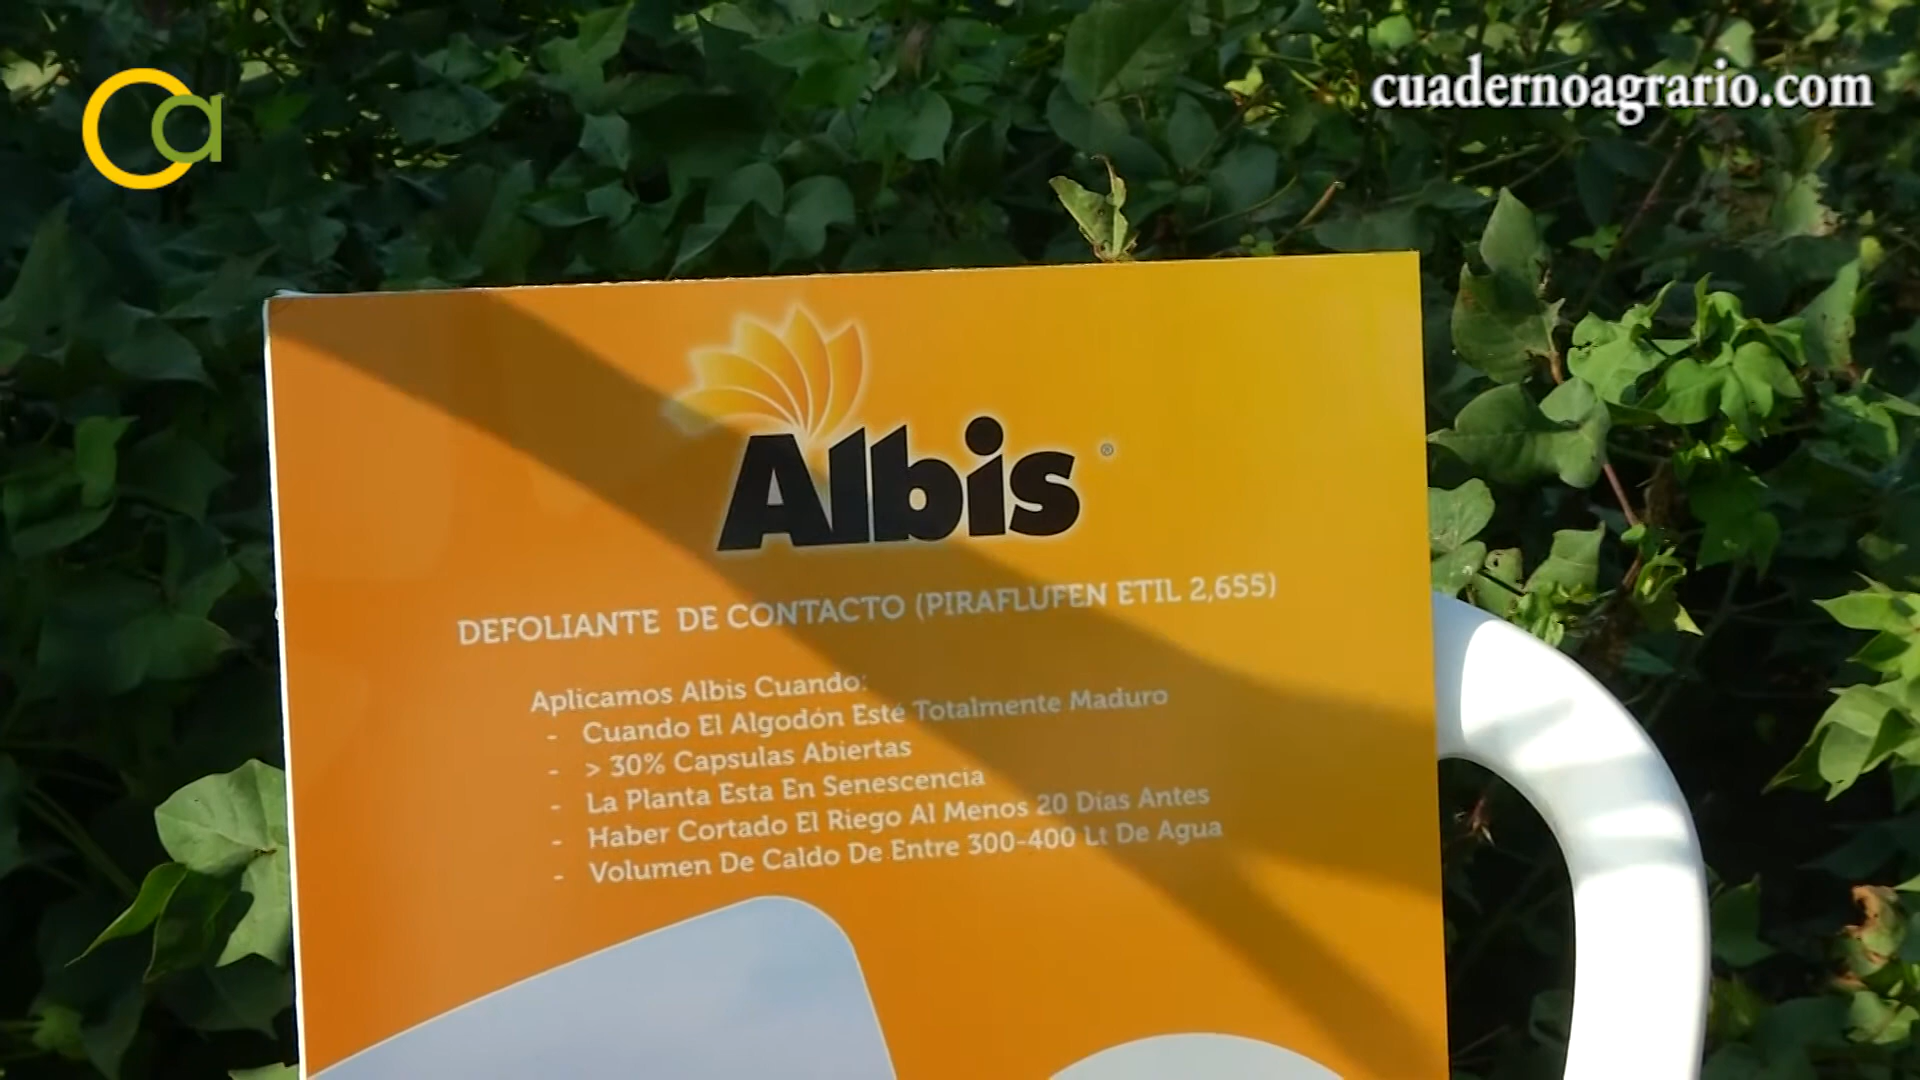 Ca
cuadernoagrario.com
Albis®
DEFOLIANTE DE CONTACTO (PIRAFLUFEN ETIL 2,655)
Aplicamos Albis Cuando:
- Cuando El Algodón Esté Totalmente Maduro
- > 30% Capsulas Abiertas
- La Planta Esta En Senescencia
- Haber Cortado El Riego Al Menos 20 Días Antes
- Volumen De Caldo De Entre 300-400 Lt De Agua